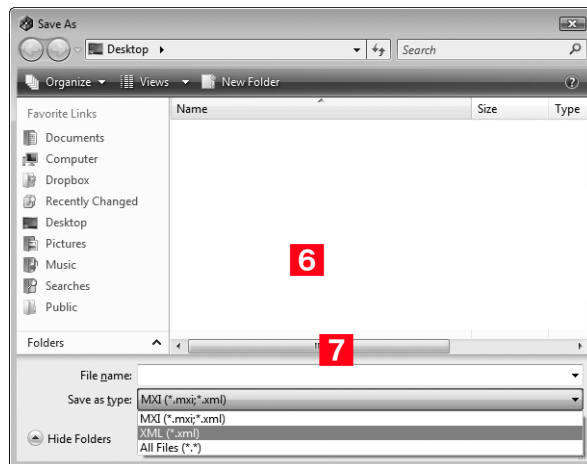 Save As
Desktop
Search
Organize Views New Folder ?
Favorite Links
Name Size Type
Documents
Computer
Dropbox
Recently Changed
Desktop
Pictures
Music
Searches
Public
6
Folders
7
File name:
Save as type: MXI (*.mxi;*.xml)
MXI (*.mxi;*.xml)
XML (*.xml)
All Files (*.*)
Hide Folders